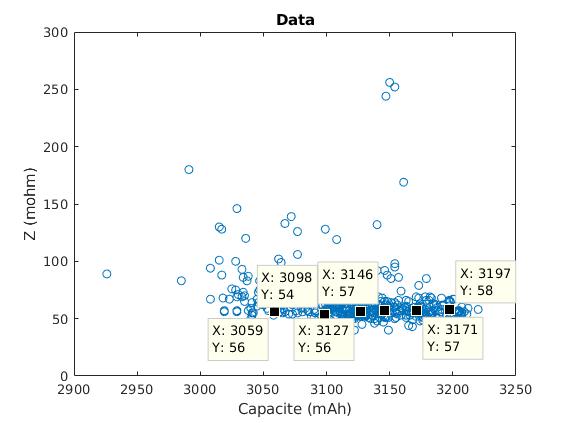 Data
300
250
200
150
100
50
0
Z (mohm)
X: 3098
Y: 54
X: 3146
Y: 57
X: 3197
Y: 58
X: 3059
Y: 56
X: 3127
Y: 56
X: 3171
Y: 57
2900 2950 3000 3050 3100 3150 3200 3250
Capacite (mAh)